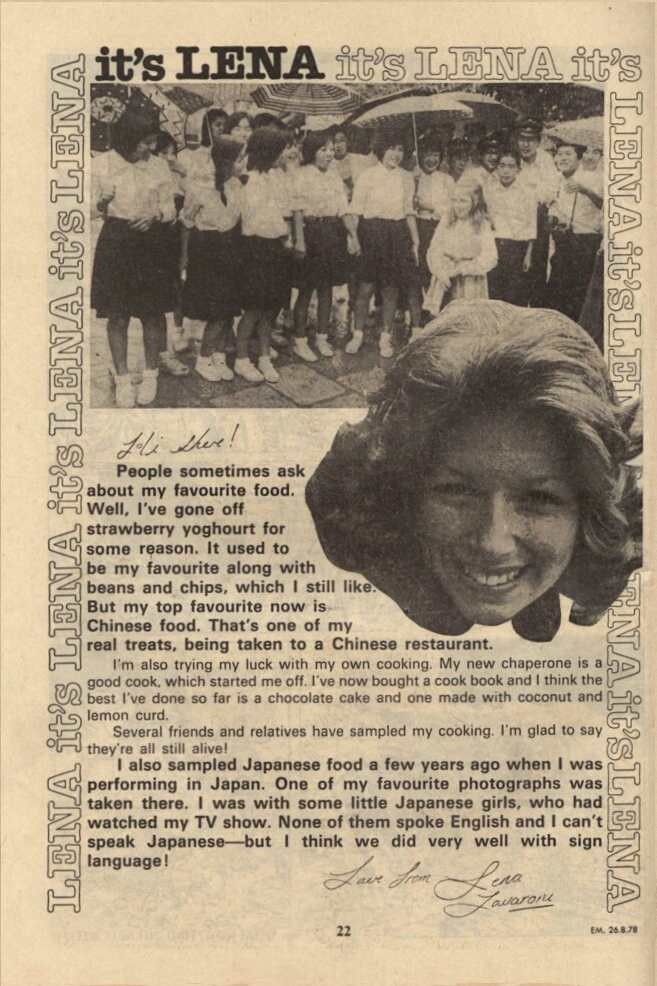 it's LENA it's LENA it's
LENA it's LENA it's LENA it's LENA
LENA it's LENA
LENA it's LENA
Hi there!
People sometimes ask
about my favourite food.
Well, I've gone off
strawberry yoghourt for
some reason. It used to
be my favourite along with
beans and chips, which I still like.
But my top favourite now is
Chinese food. That's one of my
real treats, being taken to a Chinese restaurant.
I'm also trying my luck with my own cooking. My new chaperone is a
good cook, which started me off. I've now bought a cook book and I think the
best I've done so far is a chocolate cake and one made with coconut and
lemon curd.
Several friends and relatives have sampled my cooking. I'm glad to say
they're all still alive!
I also sampled Japanese food a few years ago when I was
performing in Japan. One of my favourite photographs was
taken there. I was with some little Japanese girls, who had
watched my TV show. None of them spoke English and I can't
speak Japanese—but I think we did very well with sign
language!
Love from Lena
Zavaroni
22
EM. 26.8.78